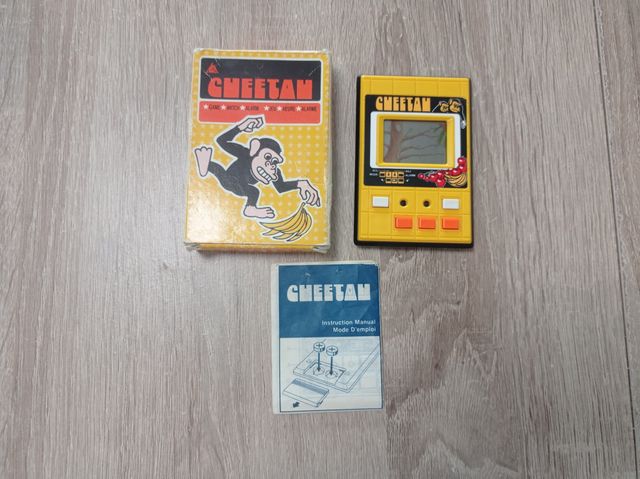 CHEETAH
★GAME★WATCH★ALARM ★JEU★HEURE★ALARME
CHEETAH
CHEETAH
Instruction Manual
Mode D'emploi